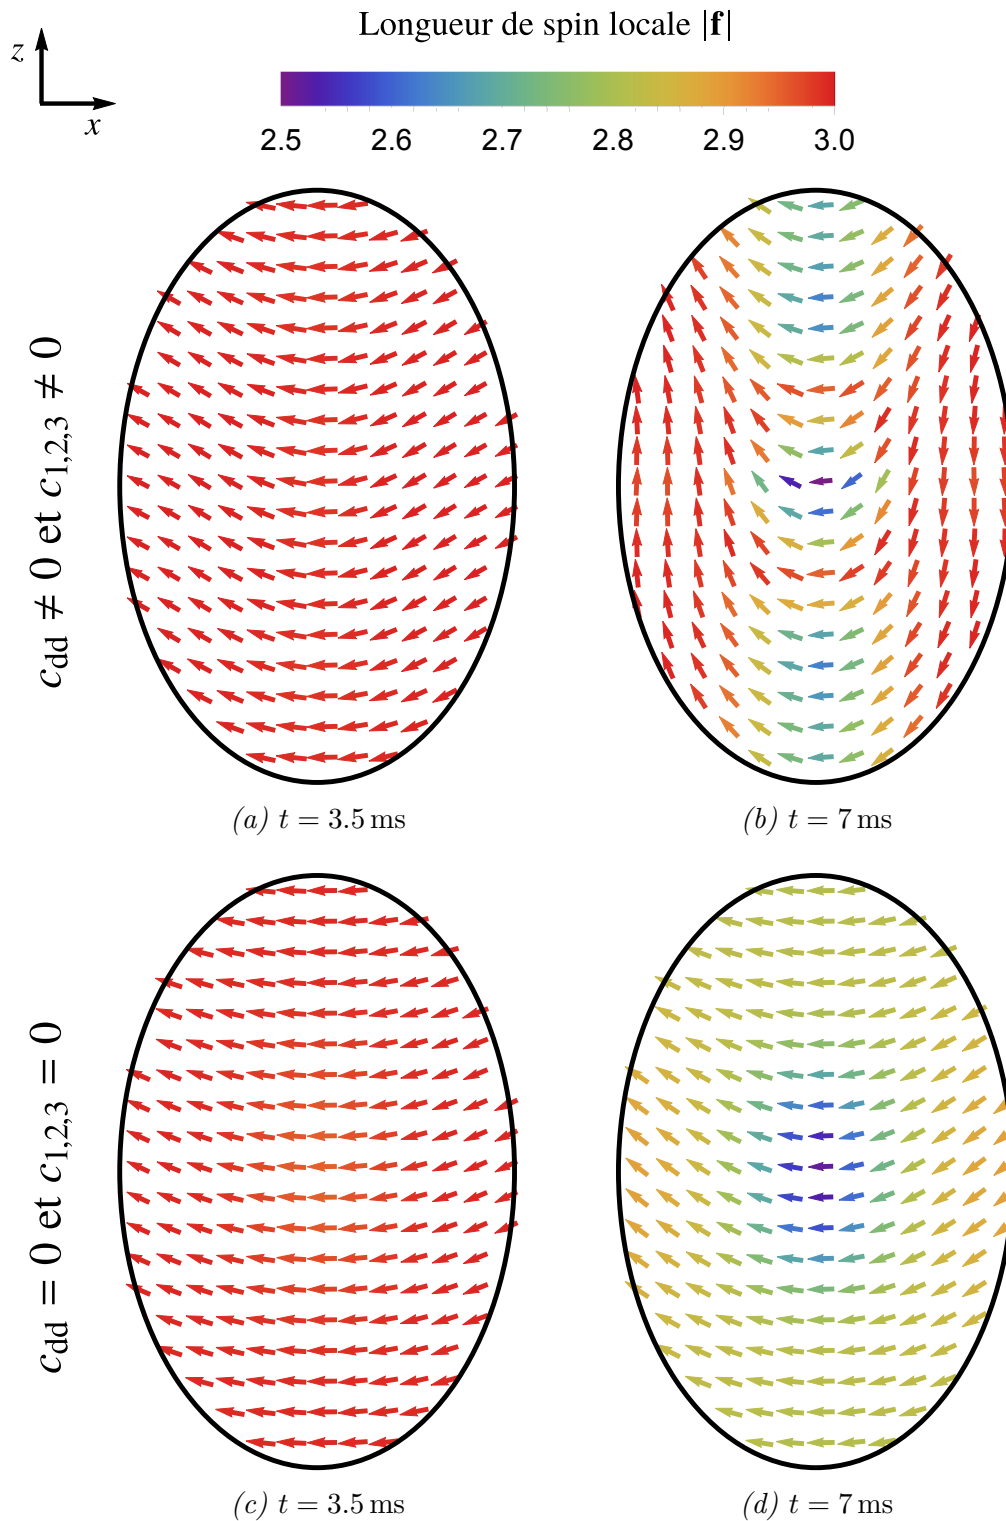 Longueur de spin locale |f|
z
x
2.5 2.6 2.7 2.8 2.9 3.0
c_dd ≠ 0 et c_1,2,3 ≠ 0
(a) t = 3.5 ms
(b) t = 7 ms
c_dd = 0 et c_1,2,3 = 0
(c) t = 3.5 ms
(d) t = 7 ms